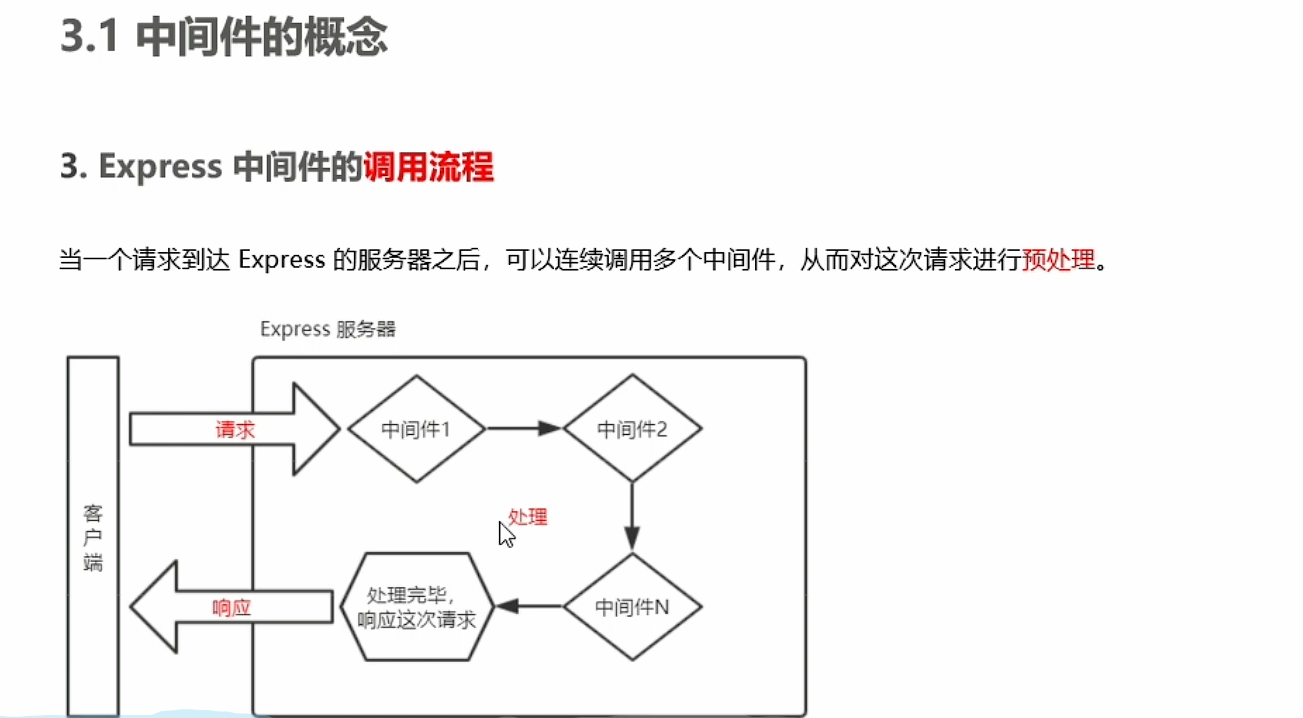 3.1 中间件的概念
3. Express 中间件的调用流程
当一个请求到达 Express 的服务器之后，可以连续调用多个中间件，从而对这次请求进行预处理。
Express 服务器
客户端
请求
中间件1
中间件2
处理
响应
处理完毕，
响应这次请求
中间件N